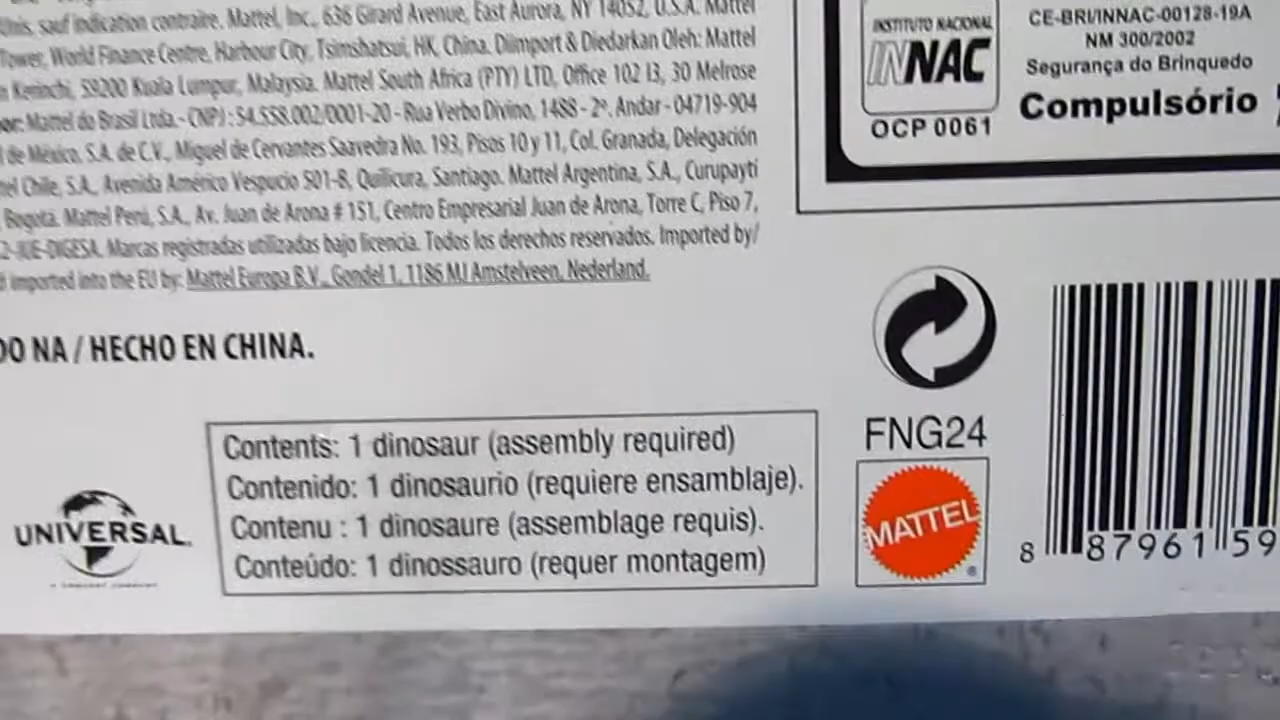 Unis, sauf indication contraire. Mattel, Inc., 636 Girard Avenue, East Aurora, NY 14052, U.S.A. Mattel
Tower, World Finance Centre, Harbour City, Tsimshatsui, HK, China. Diimport & Diedarkan Oleh: Mattel
Kerinchi, 59200 Kuala Lumpur, Malaysia. Mattel South Africa (PTY) LTD, Office 102 I3, 30 Melrose
por: Mattel do Brasil Ltda.- CNPJ : 54.558.002/0001-20 - Rua Verbo Divino, 1488 - 2º. Andar - 04719-904
de México, S.A. de C.V., Miguel de Cervantes Saavedra No. 193, Pisos 10 y 11, Col. Granada, Delegación
tel Chile, S.A., Avenida Américo Vespucio 501-B, Quilicura, Santiago. Mattel Argentina, S.A., Curupaytí
Bogotá. Mattel Perú, S.A., Av. Juan de Arona # 151, Centro Empresarial Juan de Arona, Torre C, Piso 7,
2-JUE-DIGESA. Marcas registradas utilizadas bajo licencia. Todos los derechos reservados. Imported by/
imported into the EU by: Mattel Europa B.V., Gondel 1, 1186 MJ Amstelveen, Nederland.
DO NA / HECHO EN CHINA.
INSTITUTO NACIONAL
INNAC
OCP 0061
CE-BRI/INNAC-00128-19A
NM 300/2002
Segurança do Brinquedo
Compulsório
UNIVERSAL
Contents: 1 dinosaur (assembly required)
Contenido: 1 dinosaurio (requiere ensamblaje).
Contenu : 1 dinosaure (assemblage requis).
Conteúdo: 1 dinossauro (requer montagem)
FNG24
MATTEL
®
8 87961 59